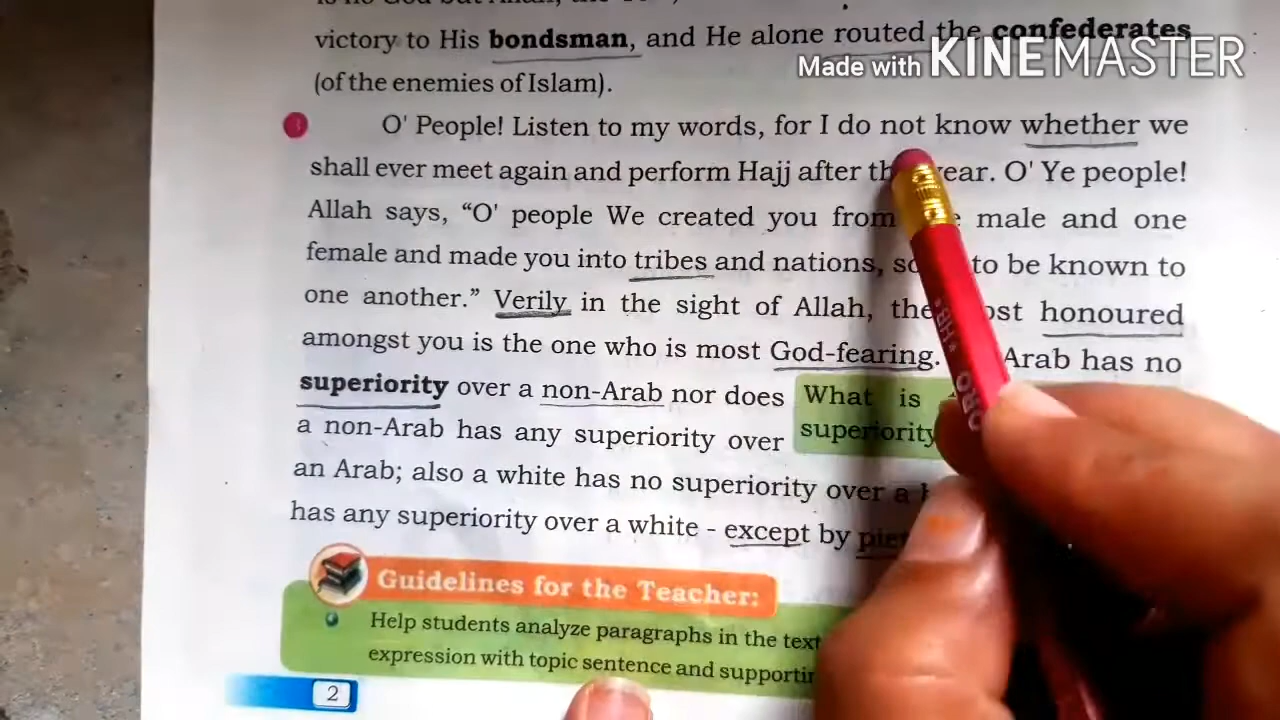 victory to His bondsman, and He alone routed the confederates
Made with KINEMASTER
(of the enemies of Islam).
O' People! Listen to my words, for I do not know whether we
shall ever meet again and perform Hajj after year. O' Ye people!
Allah says, “O' people We created you from male and one
female and made you into tribes and nations, to be known to
one another.” Verily in the sight of Allah, the honoured
amongst you is the one who is most God-fearing. Arab has no
superiority over a non-Arab nor does
What is
a non-Arab has any superiority over
superiority
an Arab; also a white has no superiority over a
has any superiority over a white - except by
Guidelines for the Teacher:
Help students analyze paragraphs in the text
expression with topic sentence and
2
ORO
*HB*